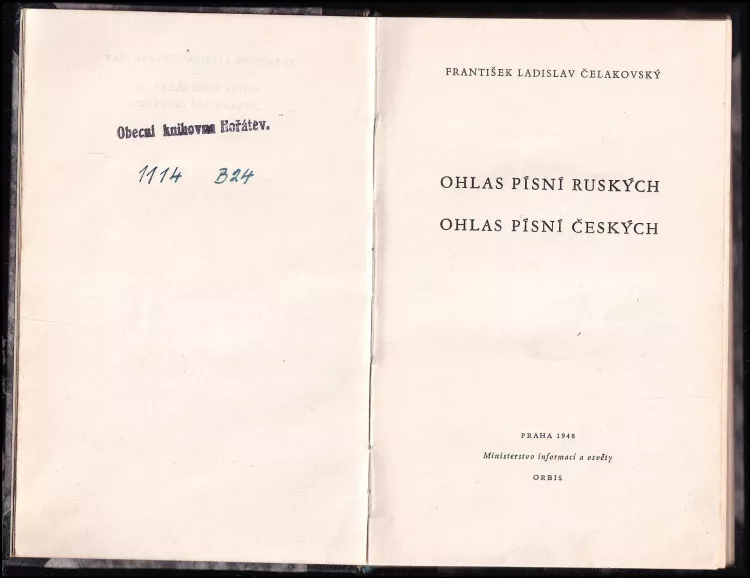 Obecní knihovna Hořátev.
1114 B24
FRANTIŠEK LADISLAV ČELAKOVSKÝ
OHLAS PÍSNÍ RUSKÝCH
OHLAS PÍSNÍ ČESKÝCH
PRAHA 1948
Ministerstvo informací a osvěty
ORBIS